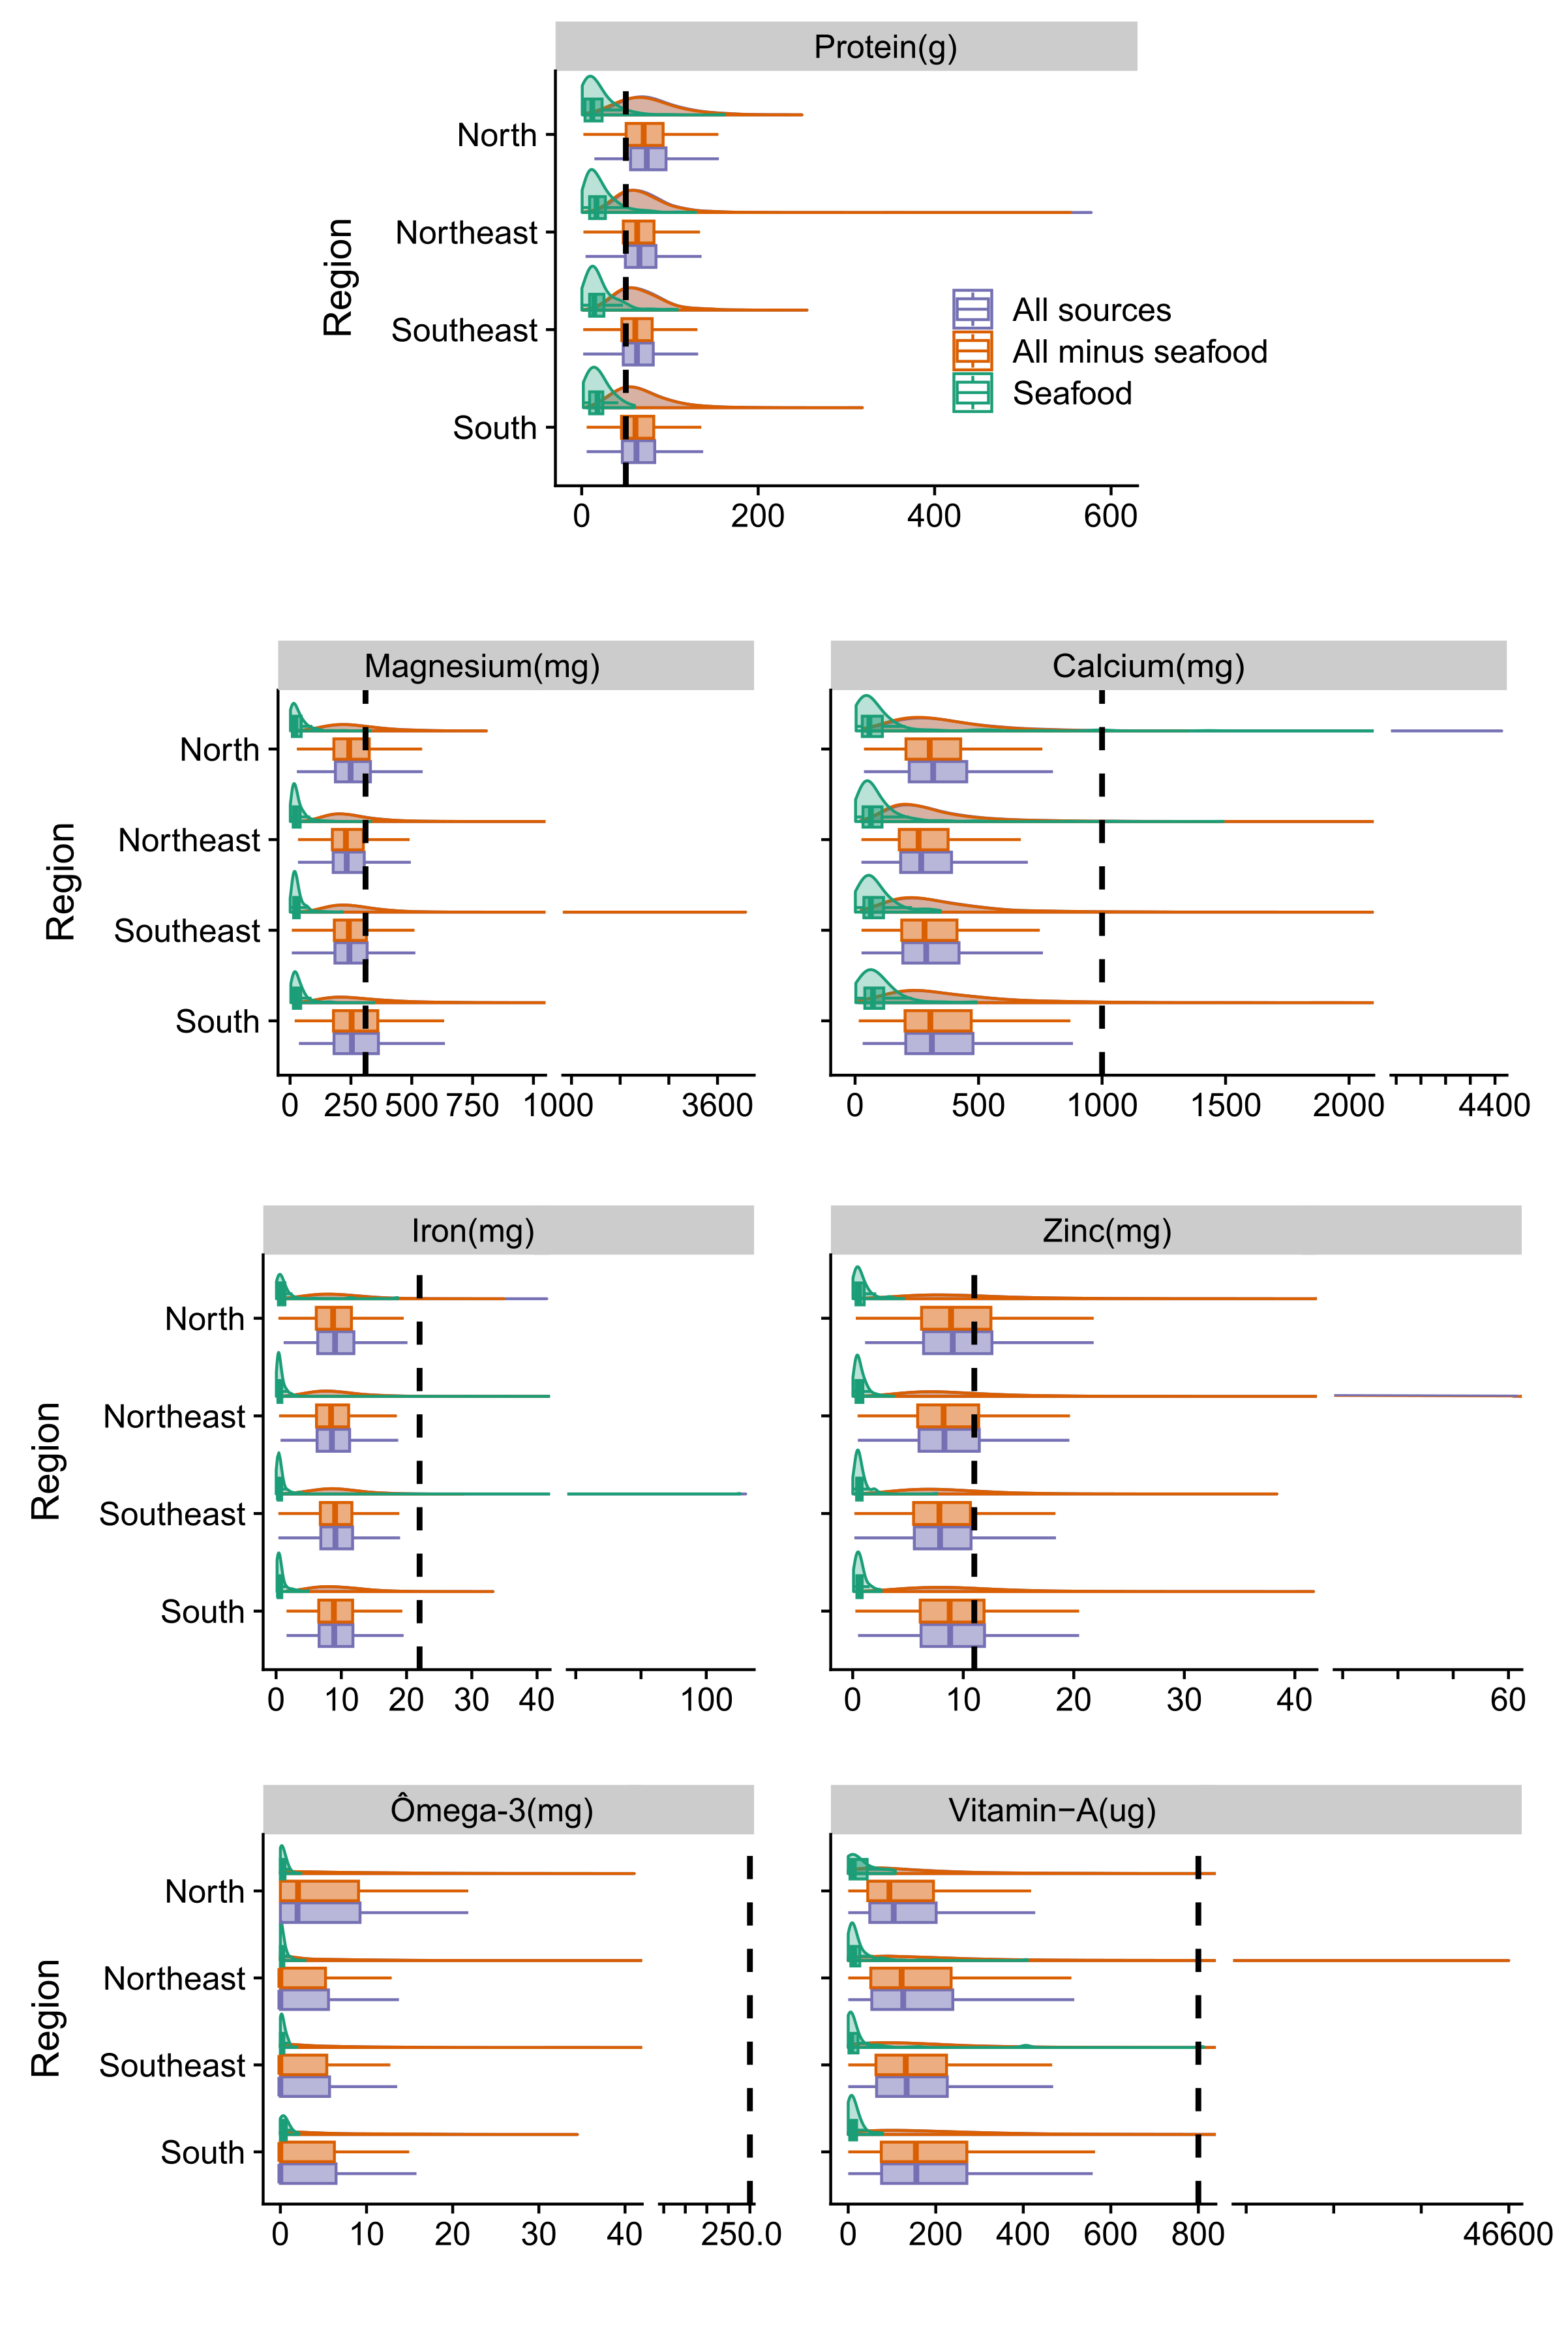 Protein(g)
Region
North
Northeast
Southeast
South
All sources
All minus seafood
Seafood
0 200 400 600
Magnesium(mg) Calcium(mg)
Region
North
Northeast
Southeast
South
0 250 500 750 1000 3600 0 500 1000 1500 2000 4400
Iron(mg) Zinc(mg)
Region
North
Northeast
Southeast
South
0 10 20 30 40 100 0 10 20 30 40 60
Ômega-3(mg) Vitamin−A(ug)
Region
North
Northeast
Southeast
South
0 10 20 30 40 250.0 0 200 400 600 800 46600